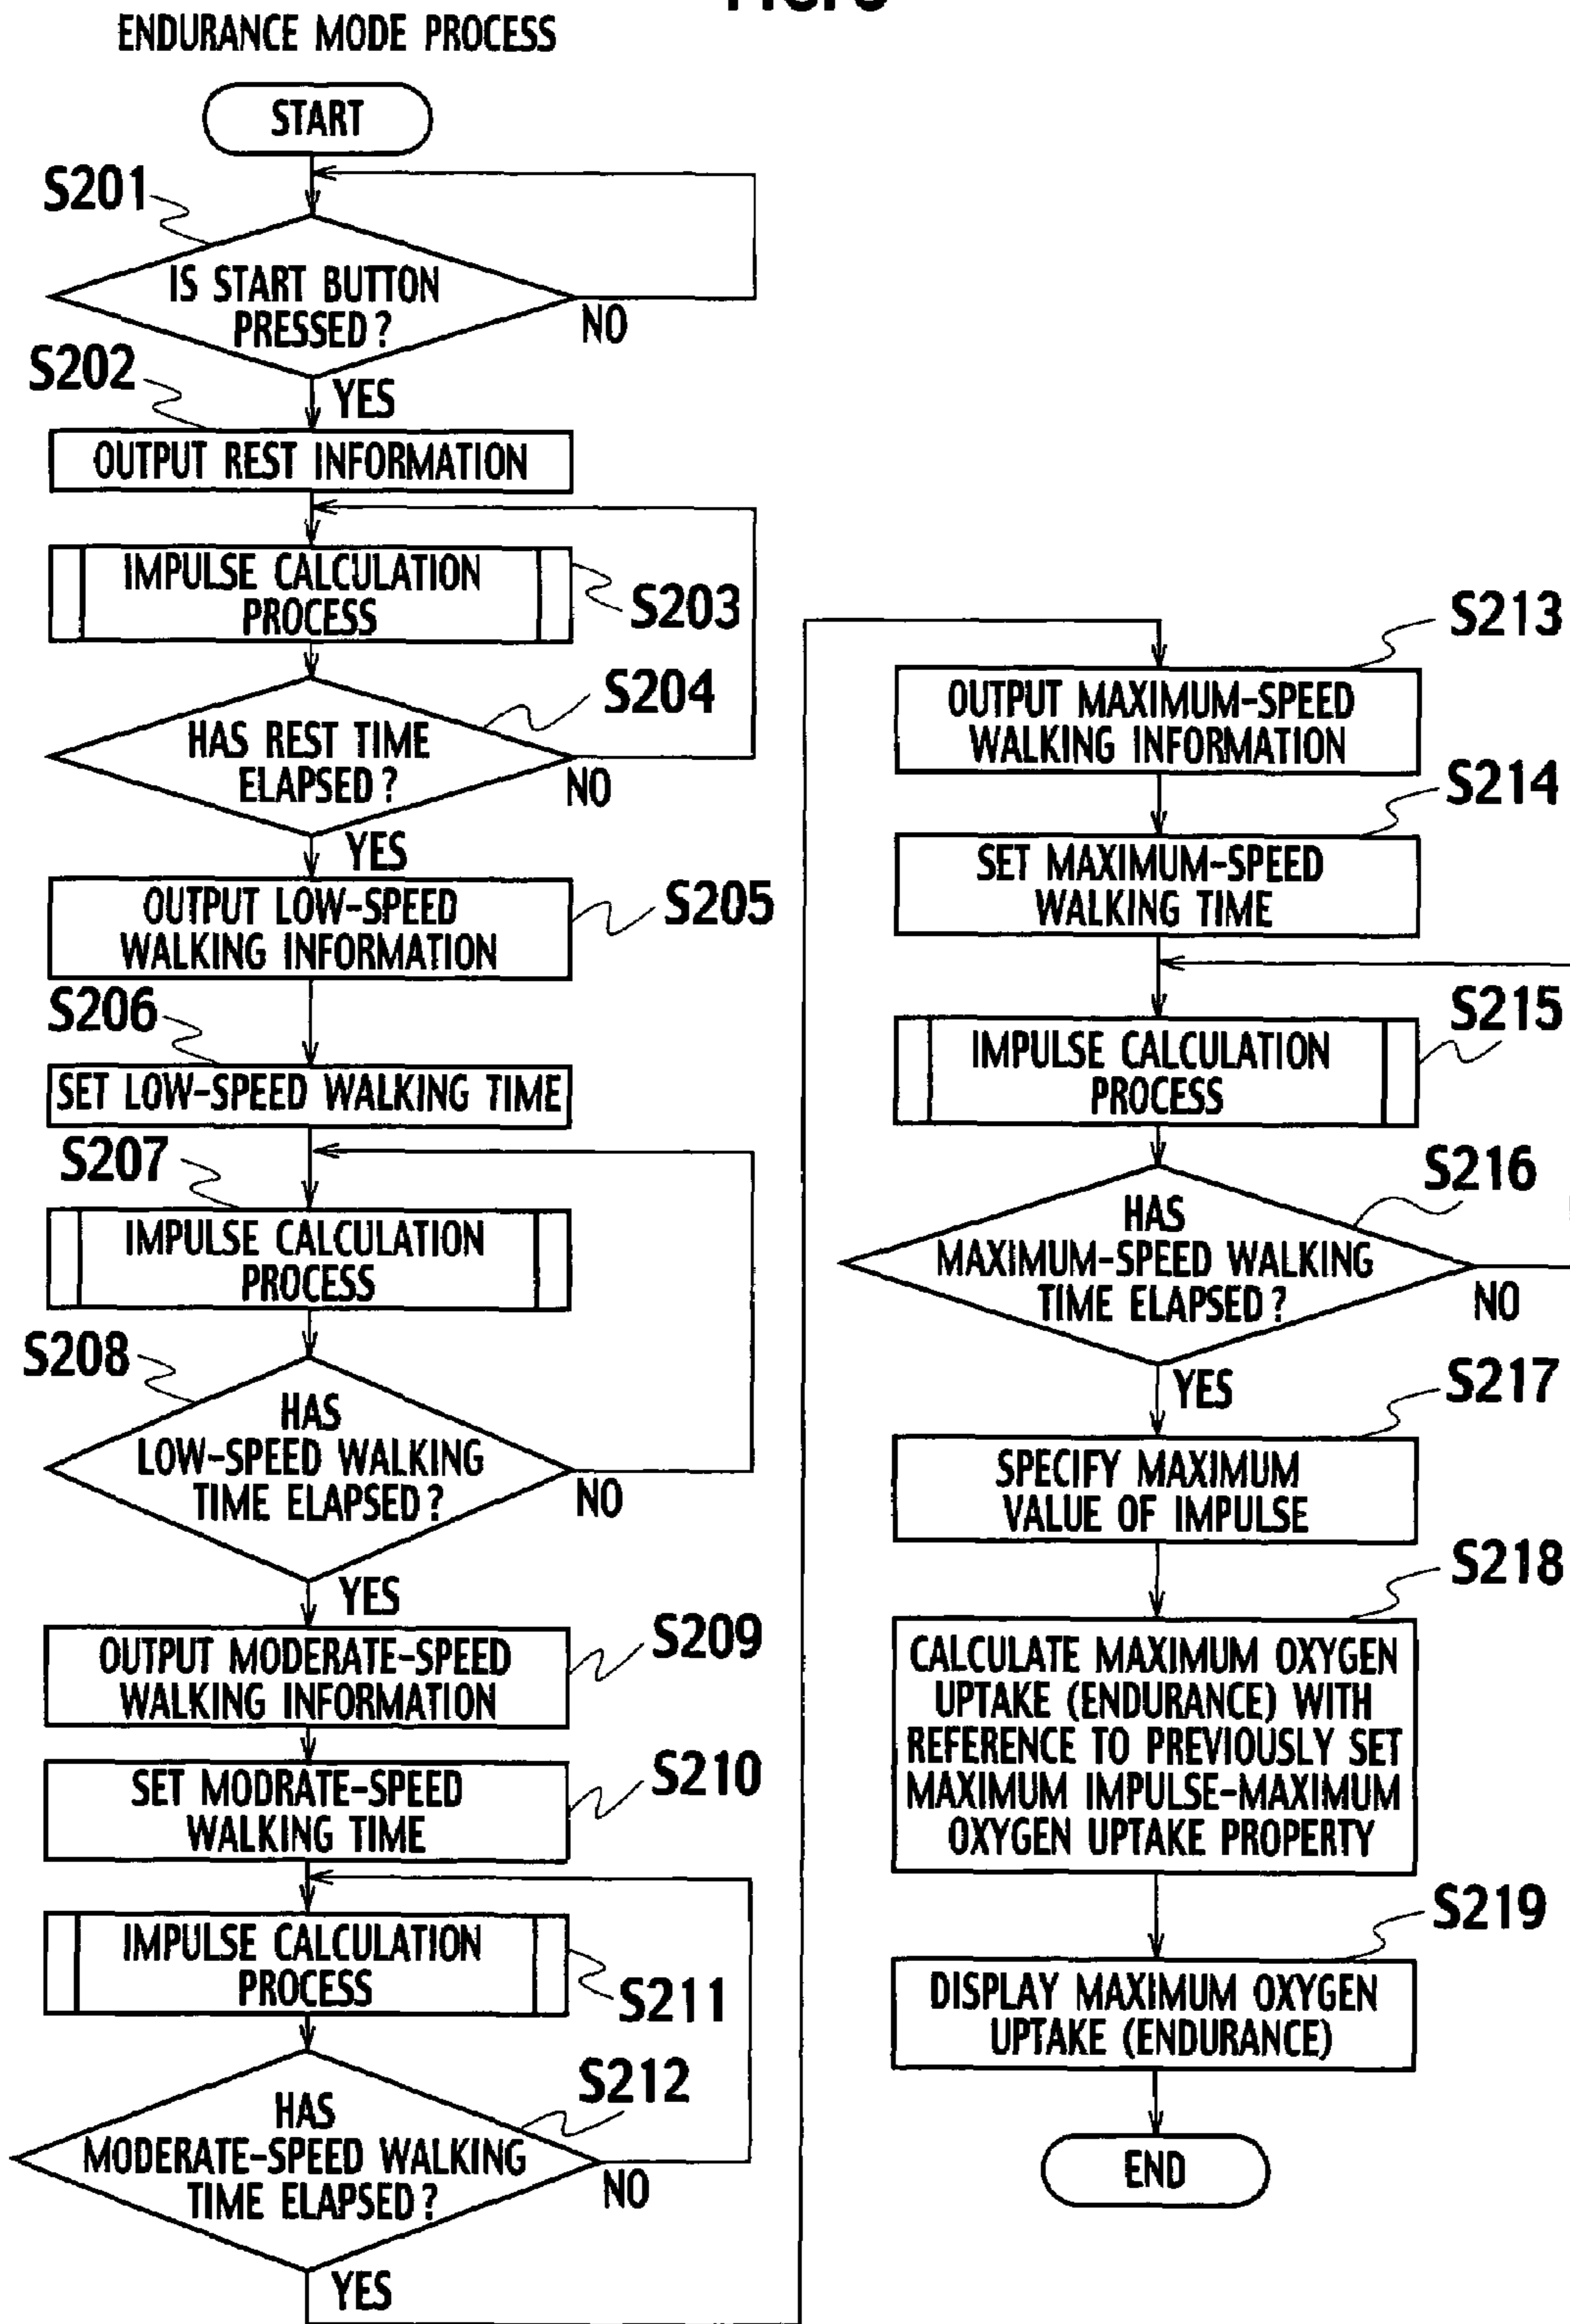 ENDURANCE MODE PROCESS
START
S201
IS START BUTTON
PRESSED?
NO
YES
S202
OUTPUT REST INFORMATION
IMPULSE CALCULATION
PROCESS
S203
S204
HAS REST TIME
ELAPSED?
NO
YES
OUTPUT LOW-SPEED
WALKING INFORMATION
S205
S206
SET LOW-SPEED WALKING TIME
S207
IMPULSE CALCULATION
PROCESS
S208
HAS
LOW-SPEED WALKING
TIME ELAPSED?
NO
YES
OUTPUT MODERATE-SPEED
WALKING INFORMATION
S209
SET MODRATE-SPEED
WALKING TIME
S210
IMPULSE CALCULATION
PROCESS
S211
S212
HAS
MODERATE-SPEED WALKING
TIME ELAPSED?
NO
YES
S213
OUTPUT MAXIMUM-SPEED
WALKING INFORMATION
S214
SET MAXIMUM-SPEED
WALKING TIME
S215
IMPULSE CALCULATION
PROCESS
S216
HAS
MAXIMUM-SPEED WALKING
TIME ELAPSED?
NO
YES
S217
SPECIFY MAXIMUM
VALUE OF IMPULSE
S218
CALCULATE MAXIMUM OXYGEN
UPTAKE (ENDURANCE) WITH
REFERENCE TO PREVIOUSLY SET
MAXIMUM IMPULSE-MAXIMUM
OXYGEN UPTAKE PROPERTY
S219
DISPLAY MAXIMUM OXYGEN
UPTAKE (ENDURANCE)
END